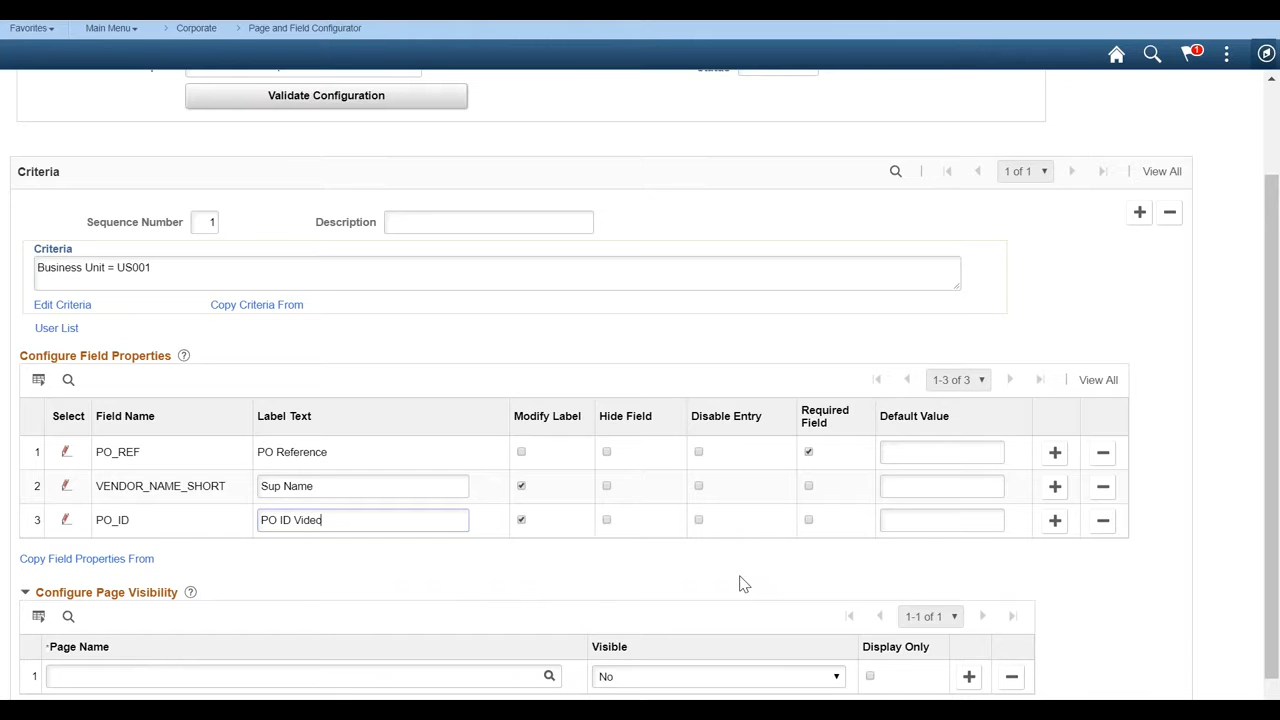 Favorites Main Menu > Corporate > Page and Field Configurator
1
Validate Configuration
Criteria 1 of 1 View All
Sequence Number 1 Description
Criteria
Business Unit = US001
Edit Criteria Copy Criteria From
User List
Configure Field Properties ?
1-3 of 3 View All
Select Field Name Label Text Modify Label Hide Field Disable Entry Required Field Default Value
1 PO_REF PO Reference
2 VENDOR_NAME_SHORT Sup Name
3 PO_ID PO ID Video
Copy Field Properties From
Configure Page Visibility ?
1-1 of 1
*Page Name Visible Display Only
1 No